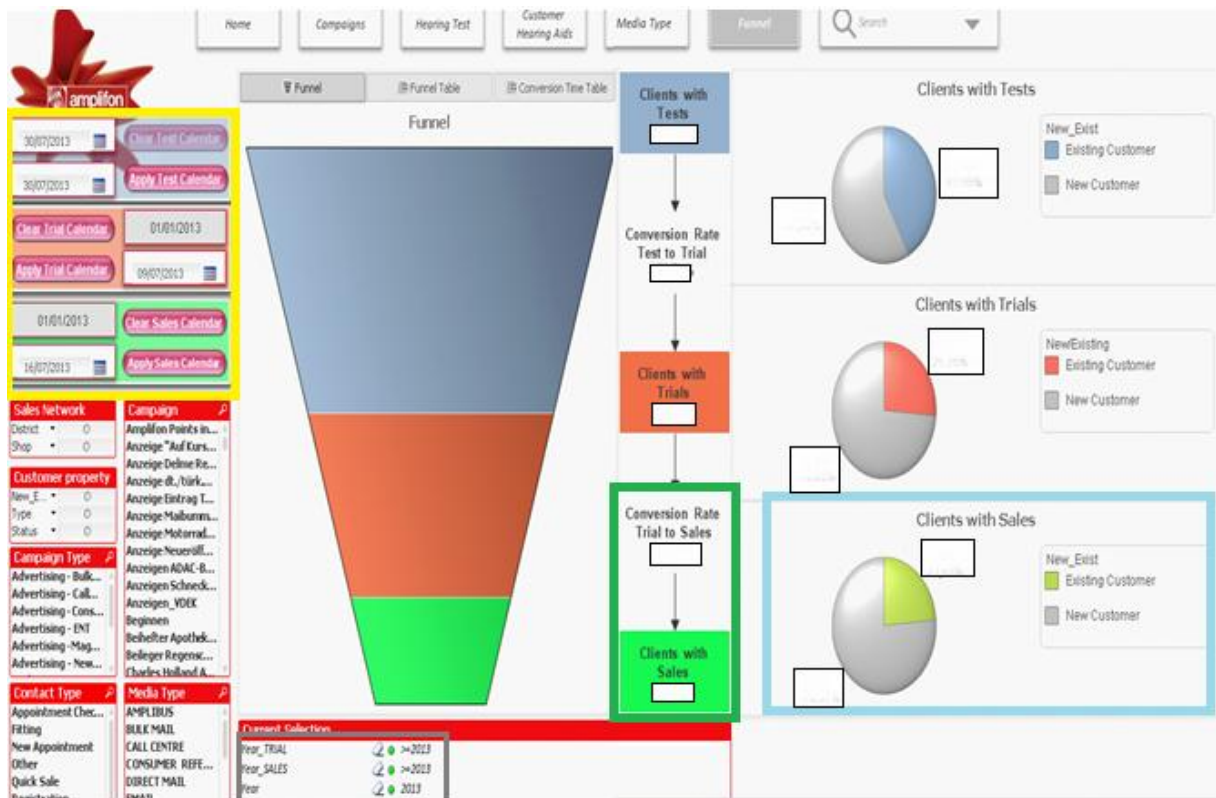 Home
Campaigns
Hearing Test
Customer
Hearing Aids
Media Type
Funnel
Search
amplifon
30/07/2013
Clear Test Calendar
30/07/2013
Apply Test Calendar
Clear Trial Calendar
01/01/2013
Apply Trial Calendar
09/07/2013
01/01/2013
Clear Sales Calendar
16/07/2013
Apply Sales Calendar
Sales Network
District 0
Shop 0
Customer property
New_E... 0
Type 0
Status 0
Campaign Type
Advertising - Bulk...
Advertising - Call...
Advertising - Cons...
Advertising - ENT
Advertising - Mag...
Advertising - New...
Contact Type
Appointment Chec...
Fitting
New Appointment
Other
Quick Sale
Registration
Campaign
Amplifon Points in...
Anzeige "Auf Kurs...
Anzeige Delme Re...
Anzeige dt./türk....
Anzeige Eintrag T...
Anzeige Maibumm...
Anzeige Motorrad...
Anzeige Neueröff...
Anzeigen ADAC-B...
Anzeigen Schneck...
Anzeigen_VDEK
Beginnen
Beihefter Apothek...
Beileger Regensc...
Charles Holland A...
Media Type
AMPLIBUS
BULK MAIL
CALL CENTRE
CONSUMER REFE...
DIRECT MAIL
EMAIL
Funnel
Funnel Table
Conversion Time Table
Funnel
Clients with
Tests
Conversion Rate
Test to Trial
Clients with
Trials
Conversion Rate
Trial to Sales
Clients with
Sales
Clients with Tests
New_Exist
Existing Customer
New Customer
Clients with Trials
NewExisting
Existing Customer
New Customer
Clients with Sales
New_Exist
Existing Customer
New Customer
Current Selection
Year_TRIAL >=2013
Year_SALES >=2013
Year 2013